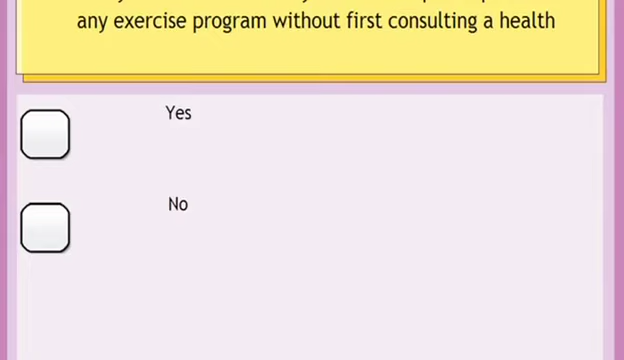 any exercise program without first consulting a health
Yes
No